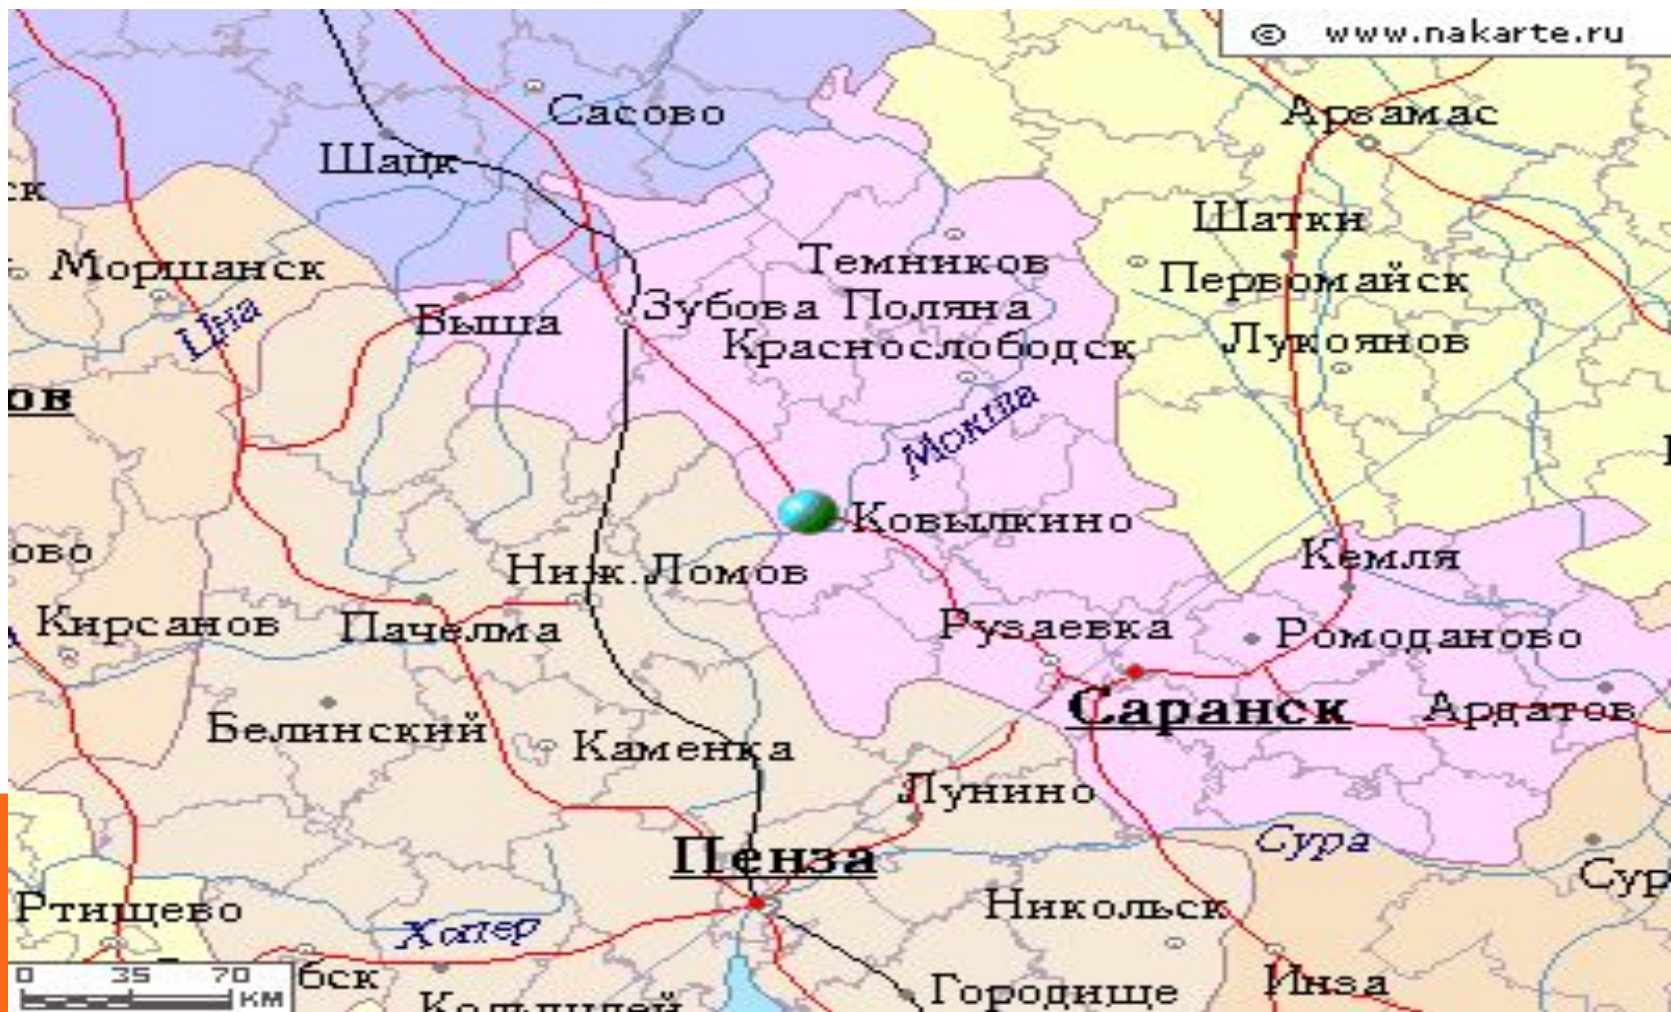 © www.nakarte.ru
Сасово
Арзамас
Шацк
ск
Шатки
Темников
Моршанск
Первомайск
Зубова Поляна
Выша
Цна
Краснослободск
Лукоянов
ов
Мокша
Ковылкино
ово
Кемля
Ниж.Ломов
Кирсанов
Пачелма
Рузаевка
Ромоданово
Саранск
Ардатов
Белинский
Каменка
Лунино
Пенза
Сура
Сур
Ртищево
Хопер
Никольск
0 35 70
КМ
бск
Колышлей
Городище
Инза